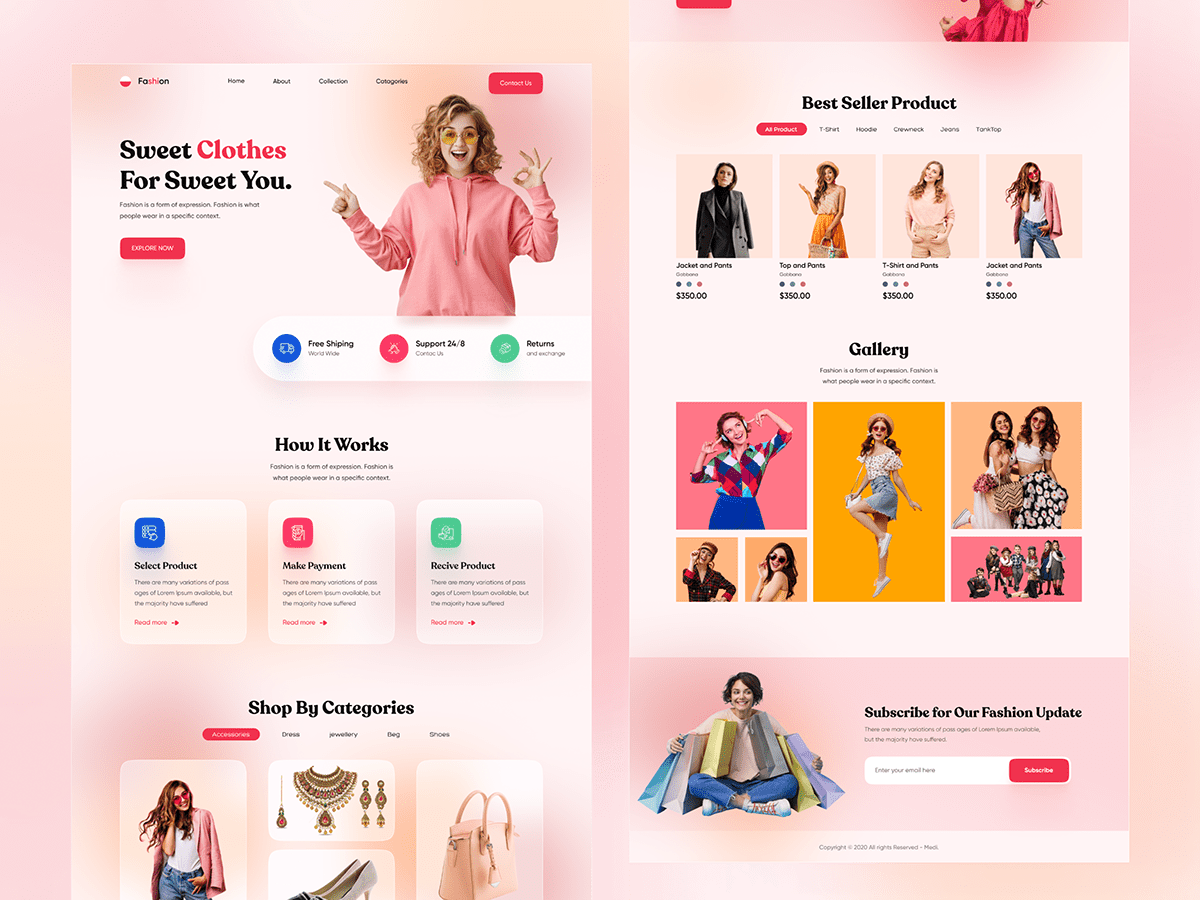 Fashion
Home
About
Collection
Catagories
Contact Us
Sweet Clothes
For Sweet You.
Fashion is a form of expression. Fashion is what
people wear in a specific context.
EXPLORE NOW
Free Shiping
World Wide
Support 24/8
Contac Us
Returns
and exchange
How It Works
Fashion is a form of expression. Fashion is
what people wear in a specific context.
Select Product
There are many variations of pass
ages of Lorem Ipsum available, but
the majority have suffered
Read more
Make Payment
There are many variations of pass
ages of Lorem Ipsum available, but
the majority have suffered
Read more
Recive Product
There are many variations of pass
ages of Lorem Ipsum available, but
the majority have suffered
Read more
Shop By Categories
Accessories
Dress
jewellery
Beg
Shoes
Best Seller Product
All Product
T-Shirt
Hoodie
Crewneck
Jeans
TankTop
Jacket and Pants
Gabbana
$350.00
Top and Pants
Gabbana
$350.00
T-Shirt and Pants
Gabbana
$350.00
Jacket and Pants
Gabbana
$350.00
Gallery
Fashion is a form of expression. Fashion is
what people wear in a specific context.
Subscribe for Our Fashion Update
There are many variations of pass ages of Lorem Ipsum available,
but the majority have suffered.
Enter your email here
Subscribe
Copyright © 2020 All rights Reserved - Medi.